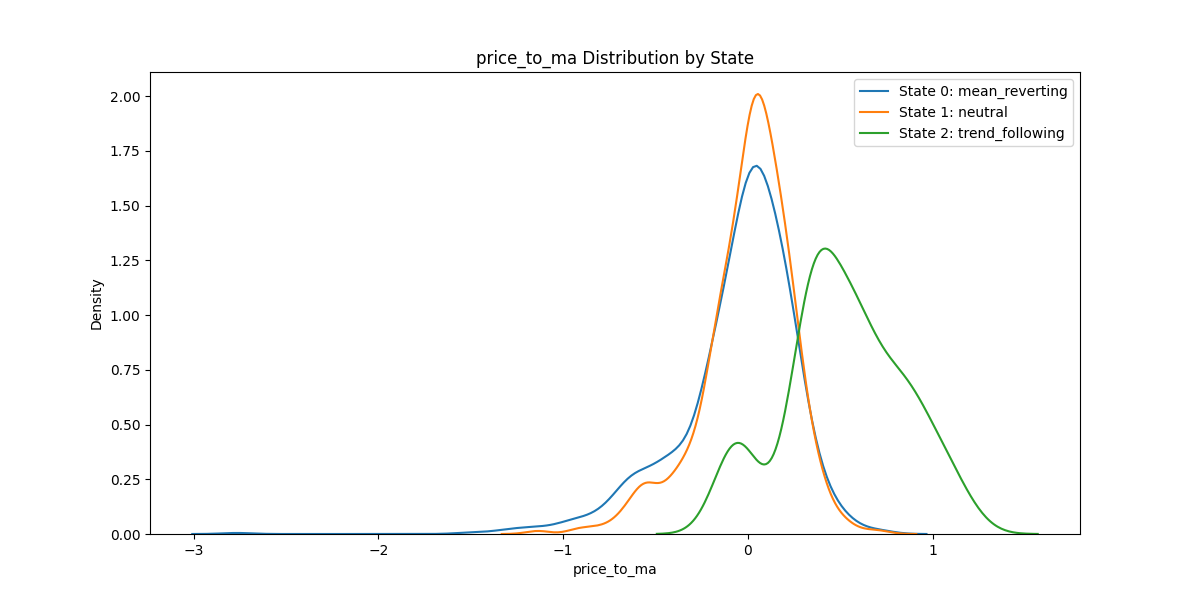 price_to_ma Distribution by State
State 0: mean_reverting
State 1: neutral
State 2: trend_following
Density
2.00
1.75
1.50
1.25
1.00
0.75
0.50
0.25
0.00
−3
−2
−1
0
1
price_to_ma